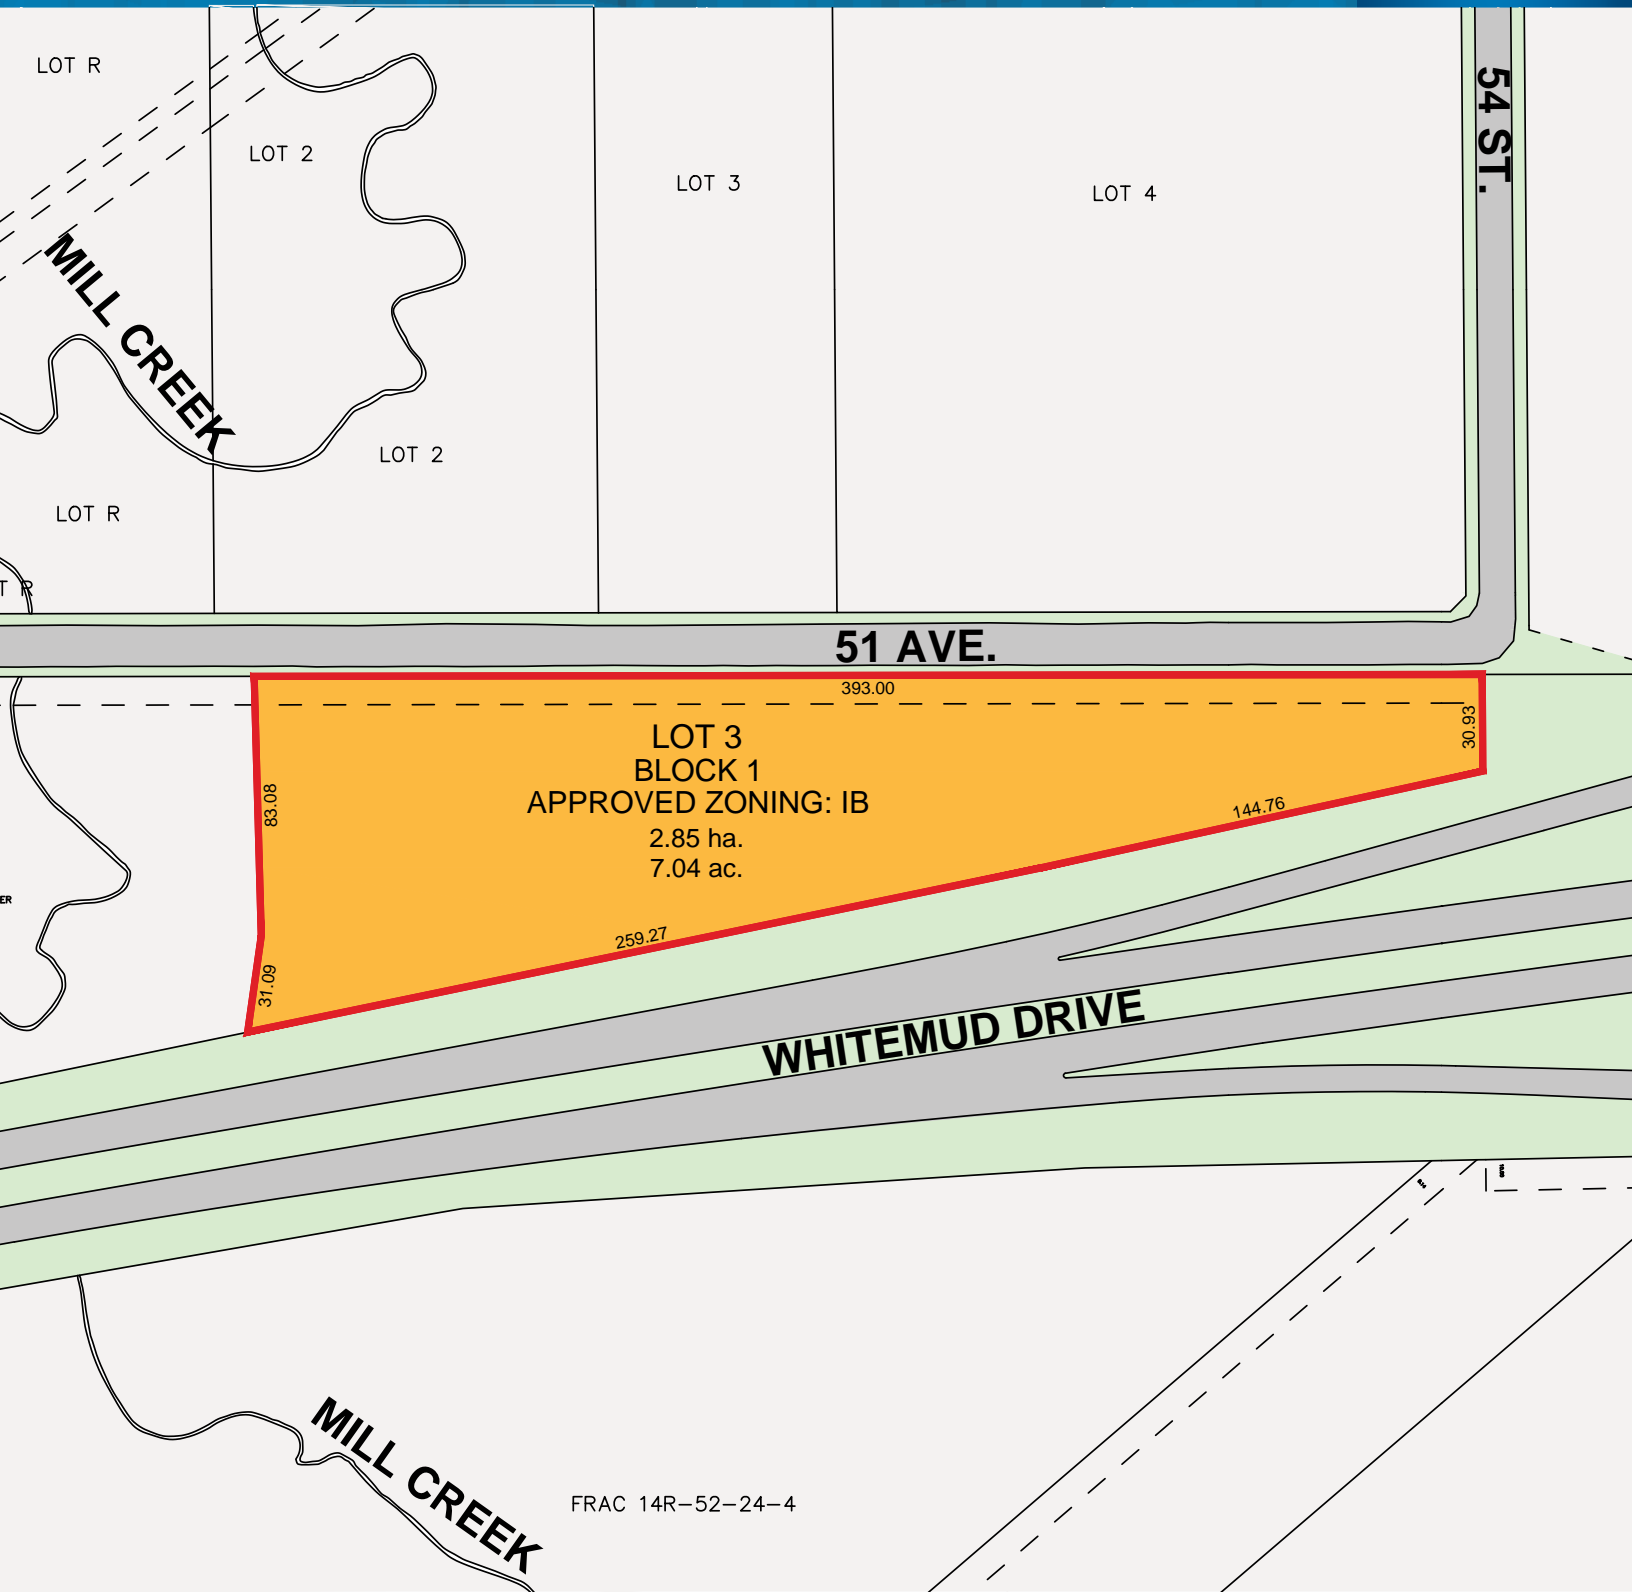 LOT R
54 ST.
LOT 2
LOT 3
LOT 4
MILL CREEK
LOT 2
LOT R
T R
51 AVE.
393.00
30.93
LOT 3
BLOCK 1
APPROVED ZONING: IB
2.85 ha.
7.04 ac.
83.08
144.76
ER
259.27
31.09
WHITEMUD DRIVE
MILL CREEK
FRAC 14R-52-24-4